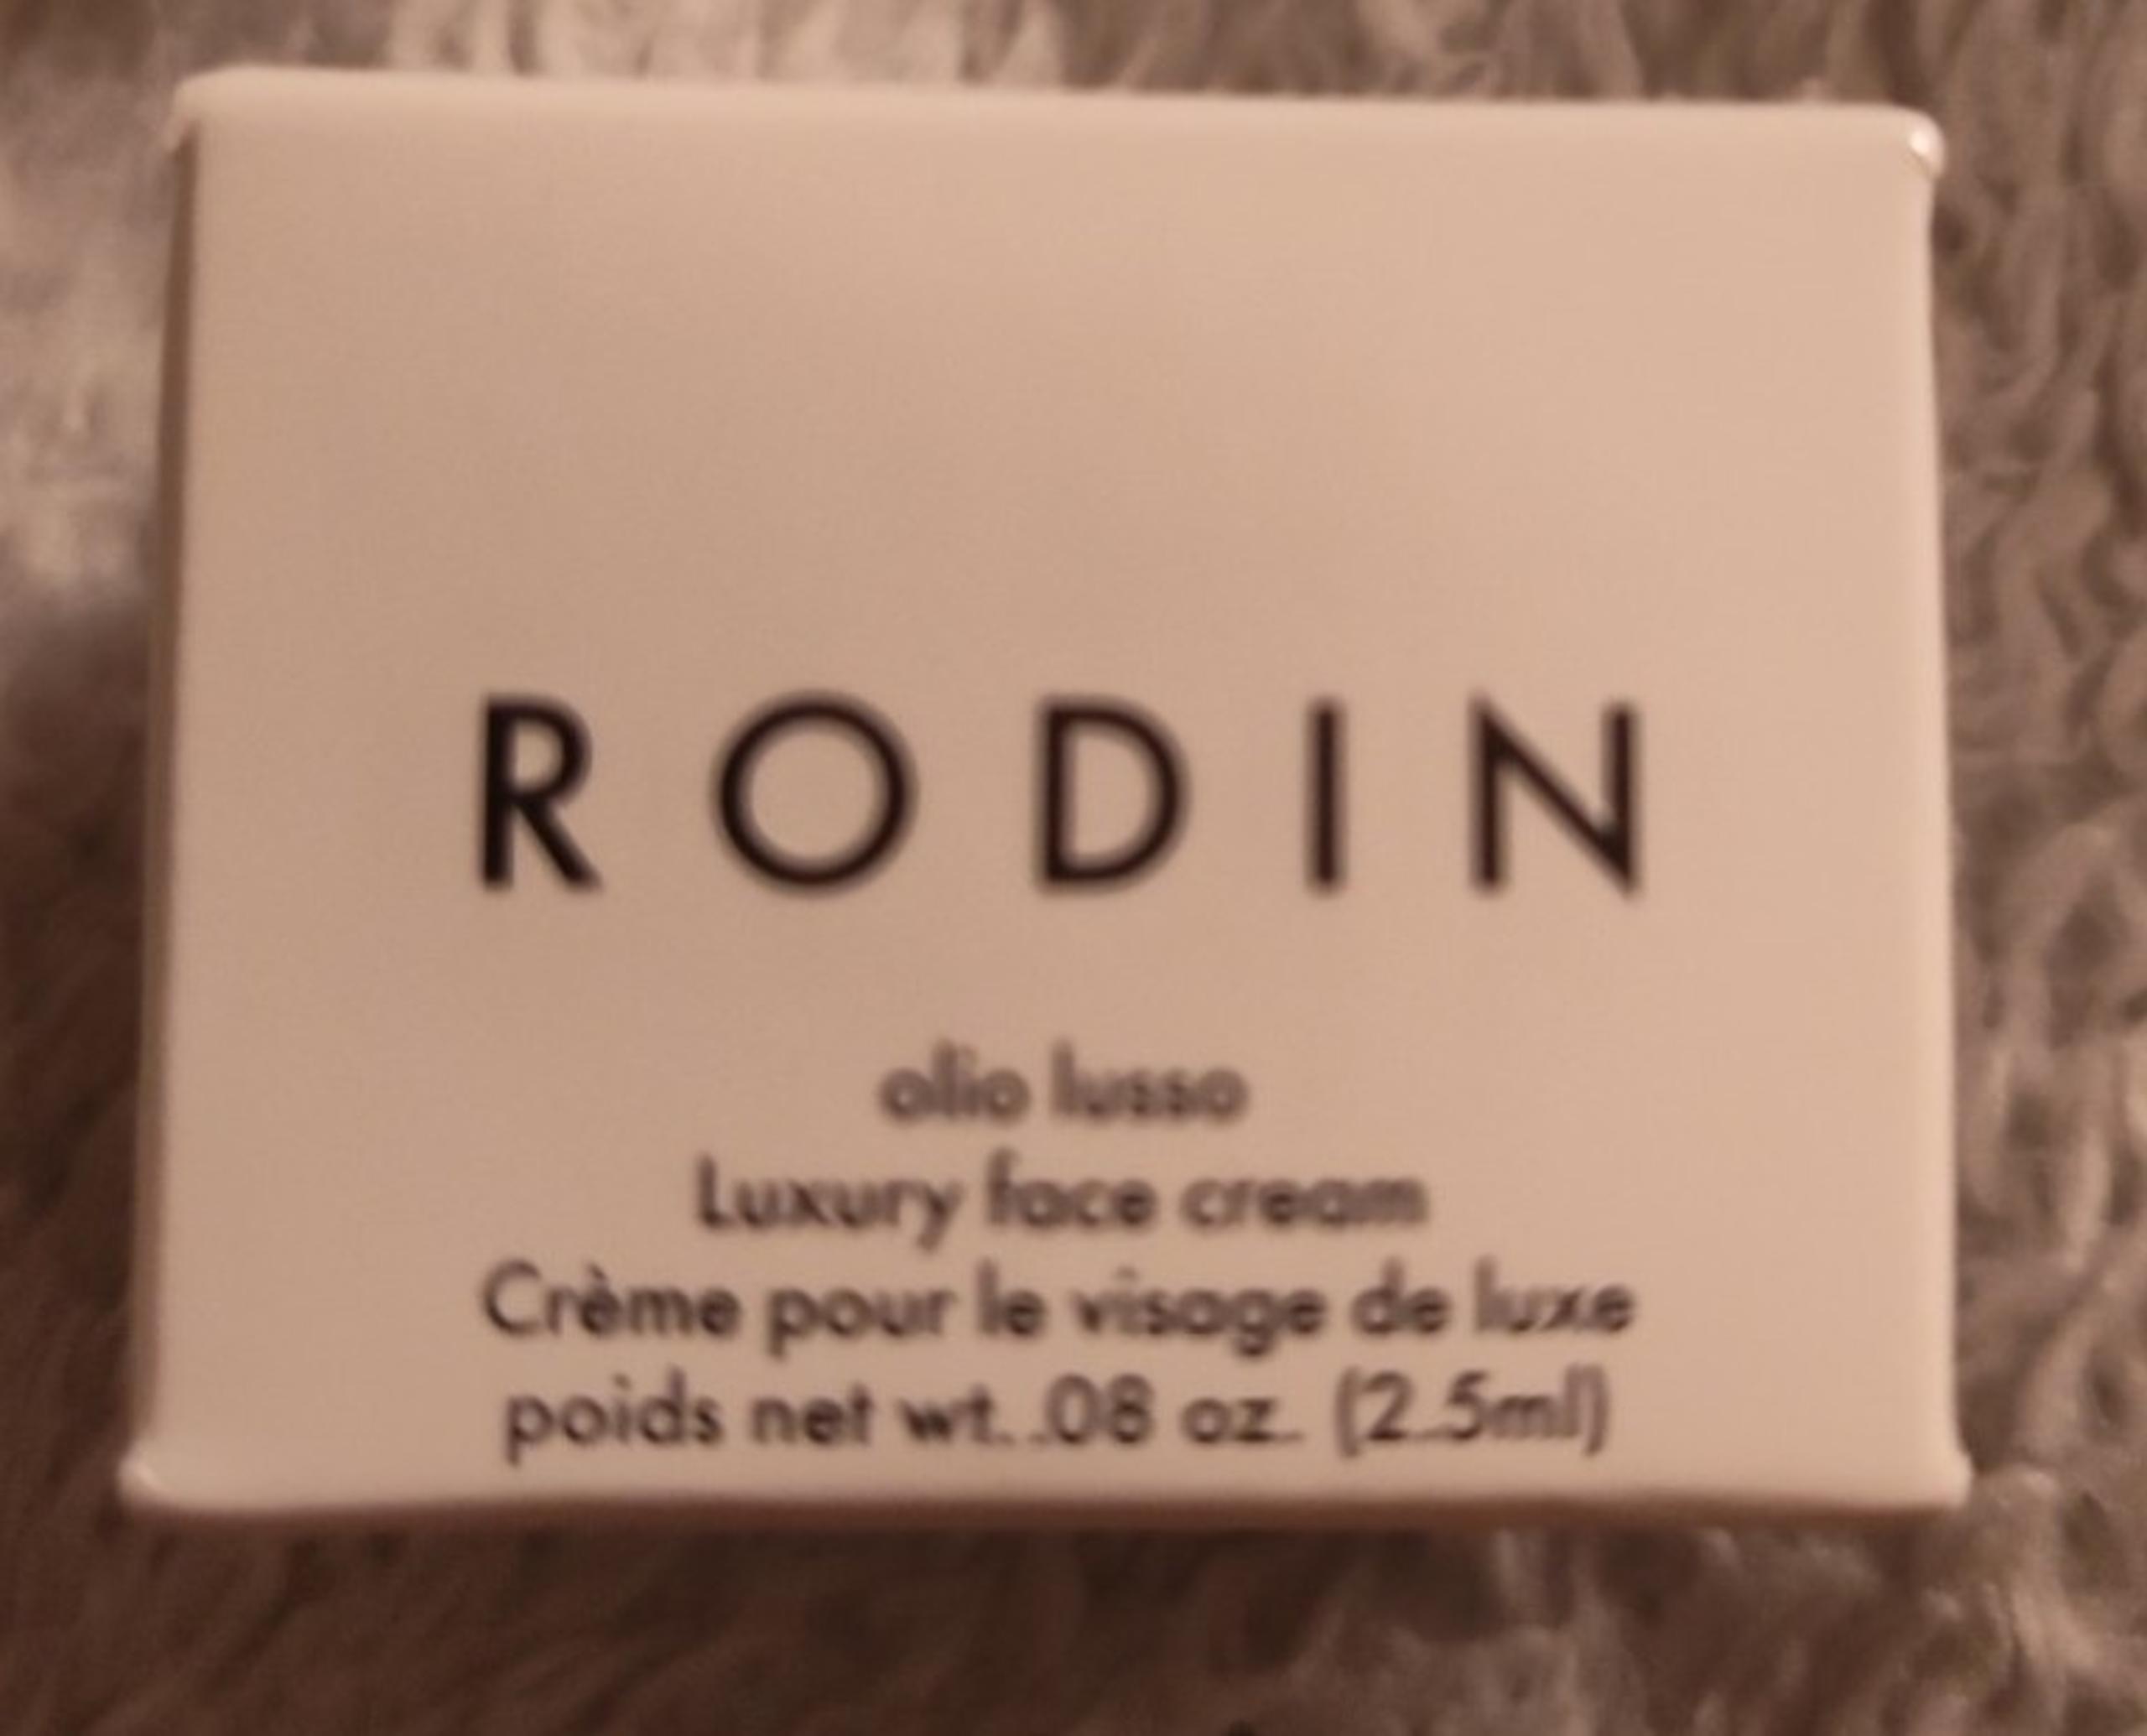 RODIN
olio lusso
Luxury face cream
Crème pour le visage de luxe
poids net wt. .08 oz. (2.5ml)